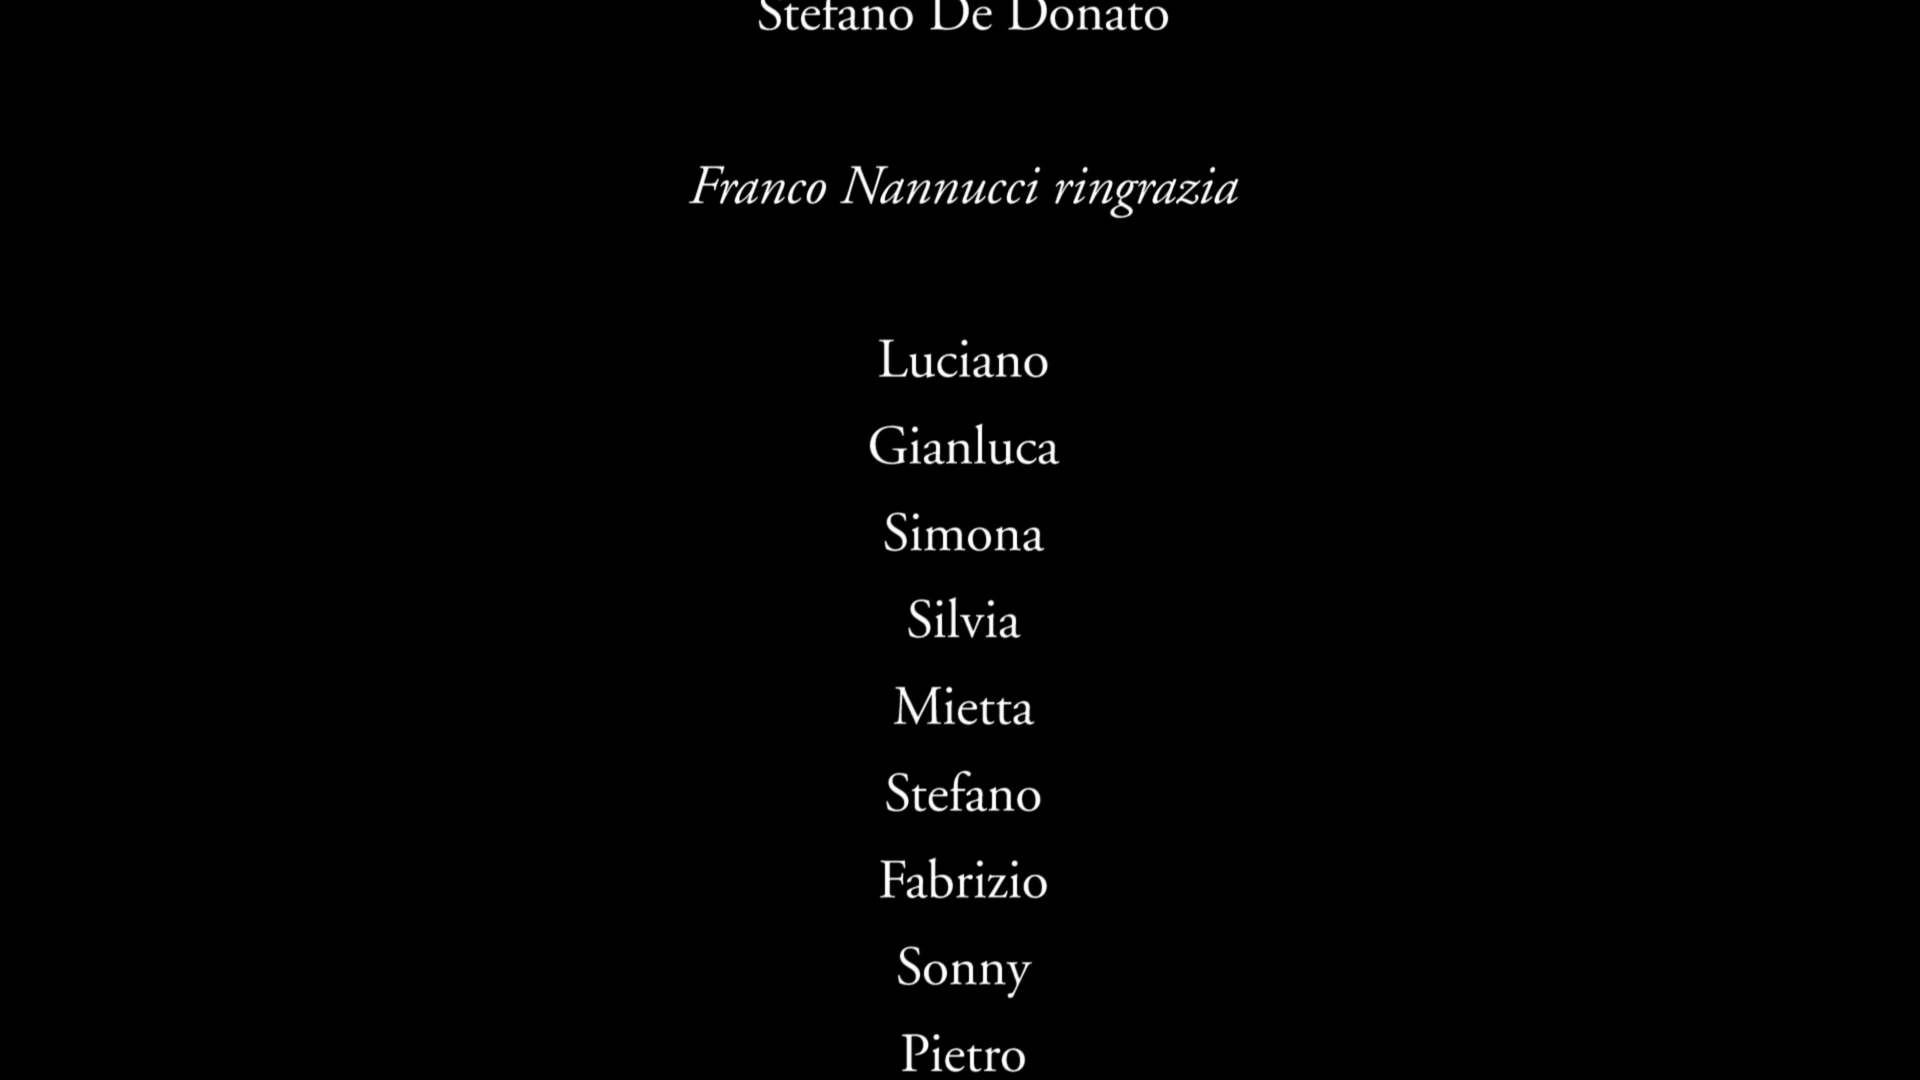 Stefano De Donato
Franco Nannucci ringrazia
Luciano
Gianluca
Simona
Silvia
Mietta
Stefano
Fabrizio
Sonny
Pietro